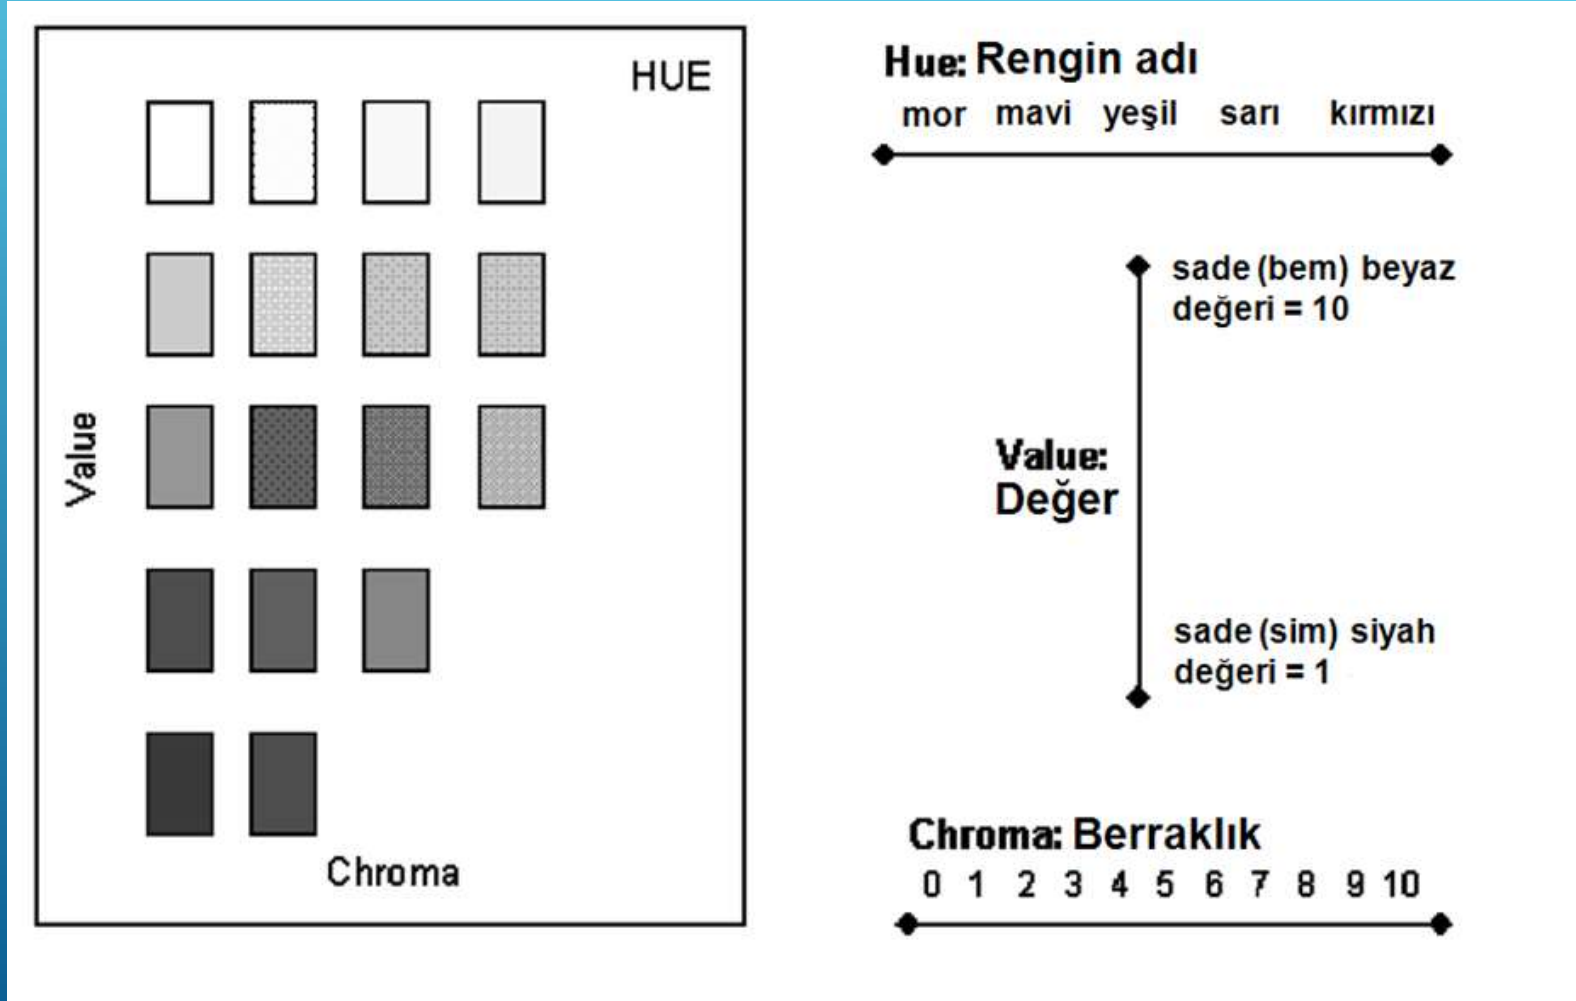 HUE
Value
Chroma
Hue: Rengin adı
mor mavi yeşil sarı kırmızı
sade (bem) beyaz
değeri = 10
Value:
Değer
sade (sim) siyah
değeri = 1
Chroma: Berraklık
0 1 2 3 4 5 6 7 8 9 10